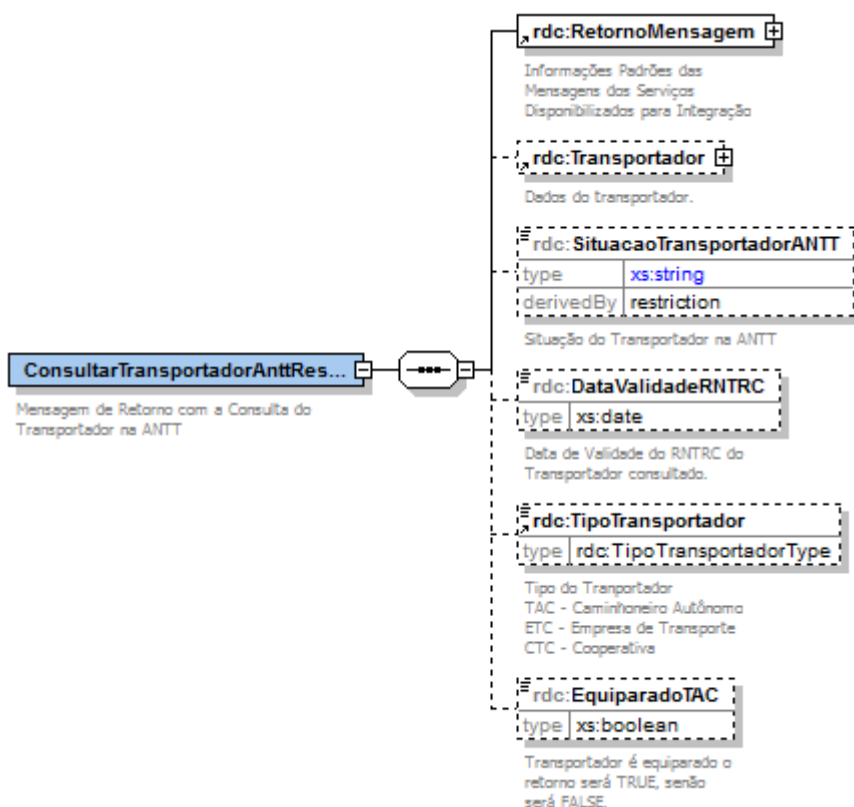 rdc:RetornoMensagem
Informações Padrões das
Mensagens dos Serviços
Disponibilizados para Integração
rdc:Transportador
Dados do transportador.
rdc:SituacaoTransportadorANTT
type xs:string
derivedBy restriction
Situação do Transportador na ANTT
ConsultarTransportadorAnttRes...
Mensagem de Retorno com a Consulta do
Transportador na ANTT
rdc:DataValidadeRNTRC
type xs:date
Data de Validade do RNTRC do
Transportador consultado.
rdc:TipoTransportador
type rdc:TipoTransportadorType
Tipo do Tranportador
TAC - Caminhoneiro Autônomo
ETC - Empresa de Transporte
CTC - Cooperativa
rdc:EquiparadoTAC
type xs:boolean
Transportador é equiparado o
retorno será TRUE, senão
será FALSE.